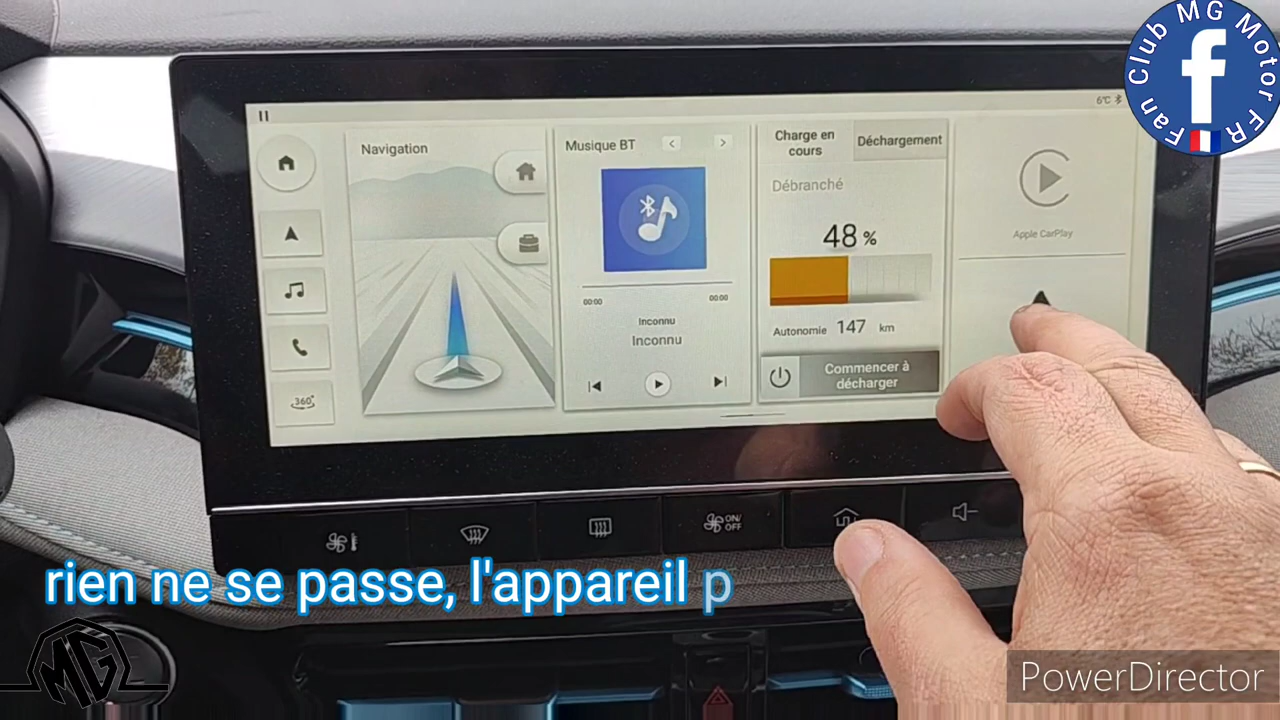 Fan Club MG Motor FR
f
6°C
Navigation
Musique BT
Charge en
cours
Déchargement
Débranché
48 %
Apple CarPlay
00:00
00:00
Inconnu
Inconnu
Autonomie 147 km
Commencer à
décharger
360°
ON/
OFF
rien ne se passe, l'appareil p
MG
PowerDirector